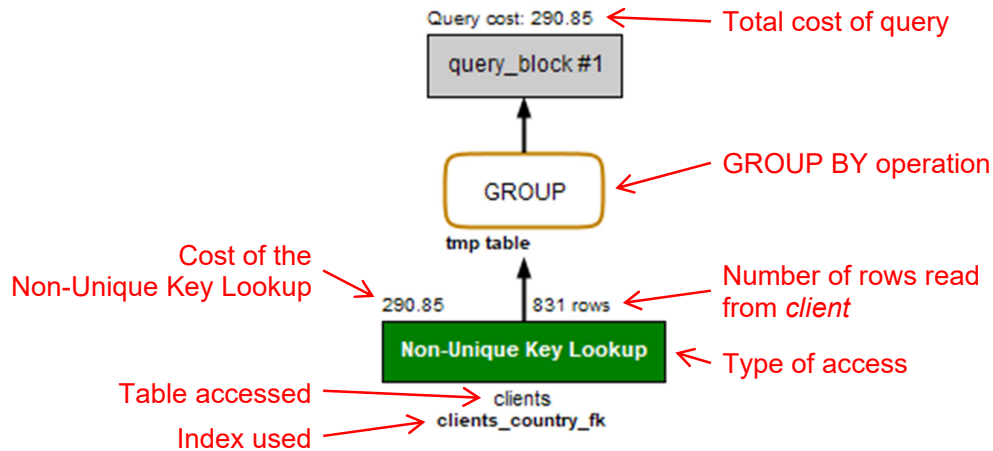 Query cost: 290.85
Total cost of query
query_block #1
GROUP BY operation
GROUP
tmp table
Cost of the
Non-Unique Key Lookup
Number of rows read
from client
290.85
831 rows
Non-Unique Key Lookup
Type of access
Table accessed
clients
clients_country_fk
Index used